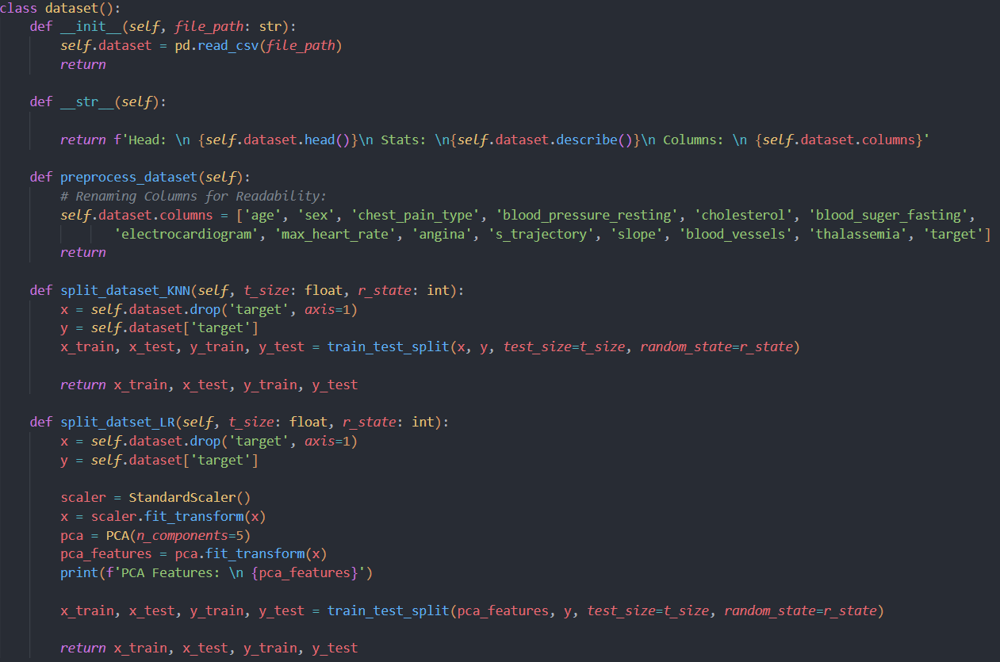 class dataset():
    def __init__(self, file_path: str):
        self.dataset = pd.read_csv(file_path)
        return

    def __str__(self):

        return f'Head: \n {self.dataset.head()}\n Stats: \n{self.dataset.describe()}\n Columns: \n {self.dataset.columns}'

    def preprocess_dataset(self):
        # Renaming Columns for Readability:
        self.dataset.columns = ['age', 'sex', 'chest_pain_type', 'blood_pressure_resting', 'cholesterol', 'blood_suger_fasting',
               'electrocardiogram', 'max_heart_rate', 'angina', 's_trajectory', 'slope', 'blood_vessels', 'thalassemia', 'target']
        return

    def split_dataset_KNN(self, t_size: float, r_state: int):
        x = self.dataset.drop('target', axis=1)
        y = self.dataset['target']
        x_train, x_test, y_train, y_test = train_test_split(x, y, test_size=t_size, random_state=r_state)

        return x_train, x_test, y_train, y_test

    def split_datset_LR(self, t_size: float, r_state: int):
        x = self.dataset.drop('target', axis=1)
        y = self.dataset['target']

        scaler = StandardScaler()
        x = scaler.fit_transform(x)
        pca = PCA(n_components=5)
        pca_features = pca.fit_transform(x)
        print(f'PCA Features: \n {pca_features}')

        x_train, x_test, y_train, y_test = train_test_split(pca_features, y, test_size=t_size, random_state=r_state)

        return x_train, x_test, y_train, y_test